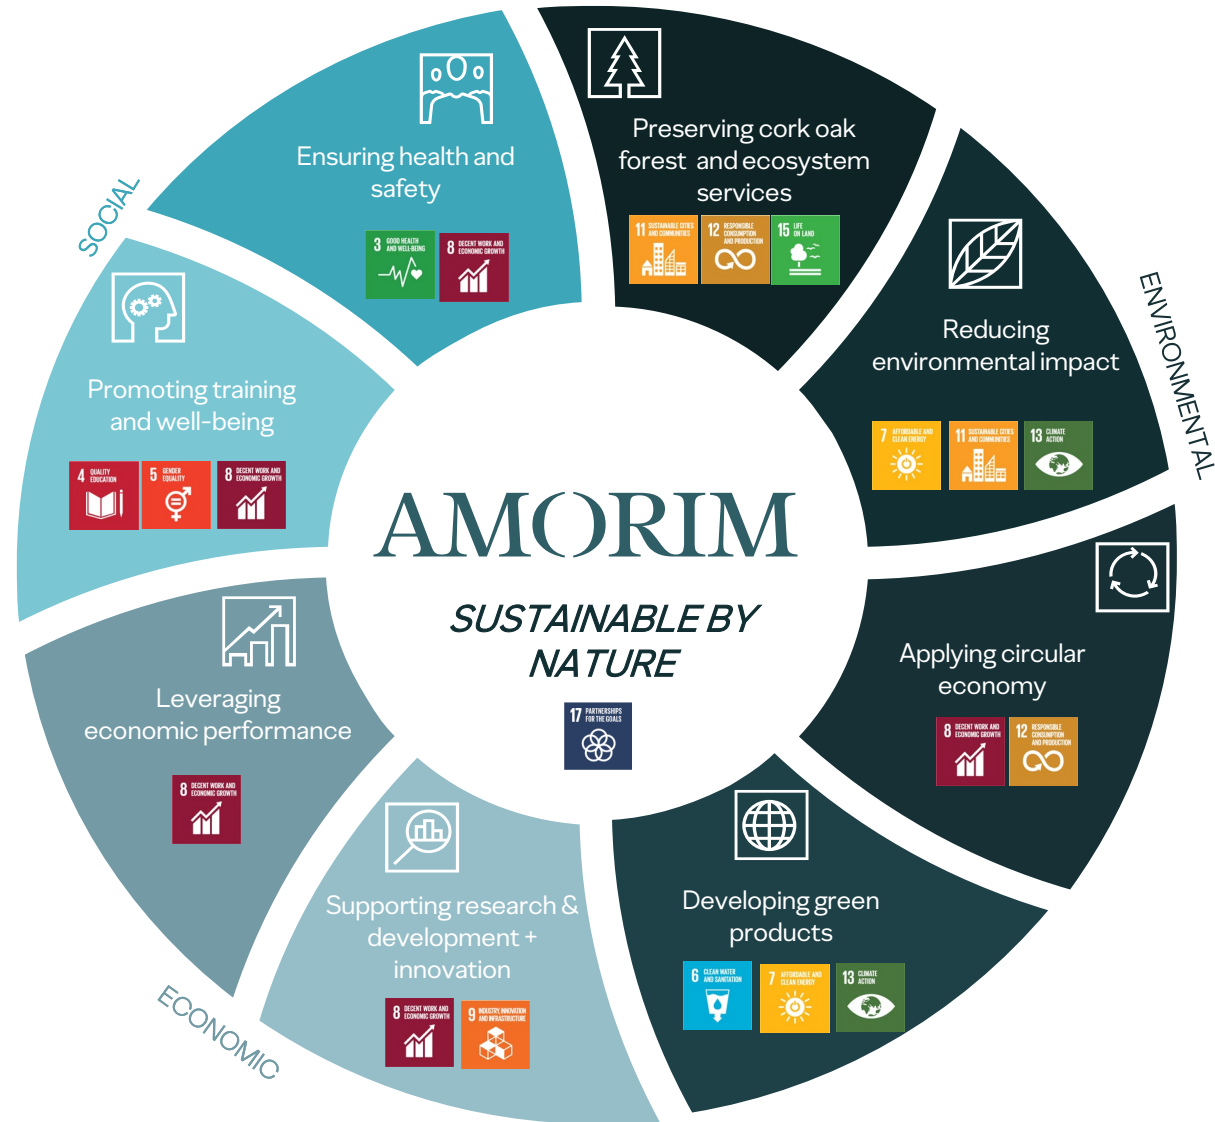 Preserving cork oak
forest and ecosystem
services
11 SUSTAINABLE CITIES
AND COMMUNITIES
12 RESPONSIBLE
CONSUMPTION
AND PRODUCTION
15 LIFE
ON LAND
ENVIRONMENTAL
Reducing
environmental impact
7 AFFORDABLE AND
CLEAN ENERGY
11 SUSTAINABLE CITIES
AND COMMUNITIES
13 CLIMATE
ACTION
Applying circular
economy
8 DECENT WORK AND
ECONOMIC GROWTH
12 RESPONSIBLE
CONSUMPTION
AND PRODUCTION
Developing green
products
6 CLEAN WATER
AND SANITATION
7 AFFORDABLE AND
CLEAN ENERGY
13 CLIMATE
ACTION
Supporting research &
development +
innovation
8 DECENT WORK AND
ECONOMIC GROWTH
9 INDUSTRY, INNOVATION
AND INFRASTRUCTURE
ECONOMIC
Leveraging
economic performance
8 DECENT WORK AND
ECONOMIC GROWTH
Promoting training
and well-being
4 QUALITY
EDUCATION
5 GENDER
EQUALITY
8 DECENT WORK AND
ECONOMIC GROWTH
SOCIAL
Ensuring health and
safety
3 GOOD HEALTH
AND WELL-BEING
8 DECENT WORK AND
ECONOMIC GROWTH
AMORIM
SUSTAINABLE BY
NATURE
17 PARTNERSHIPS
FOR THE GOALS